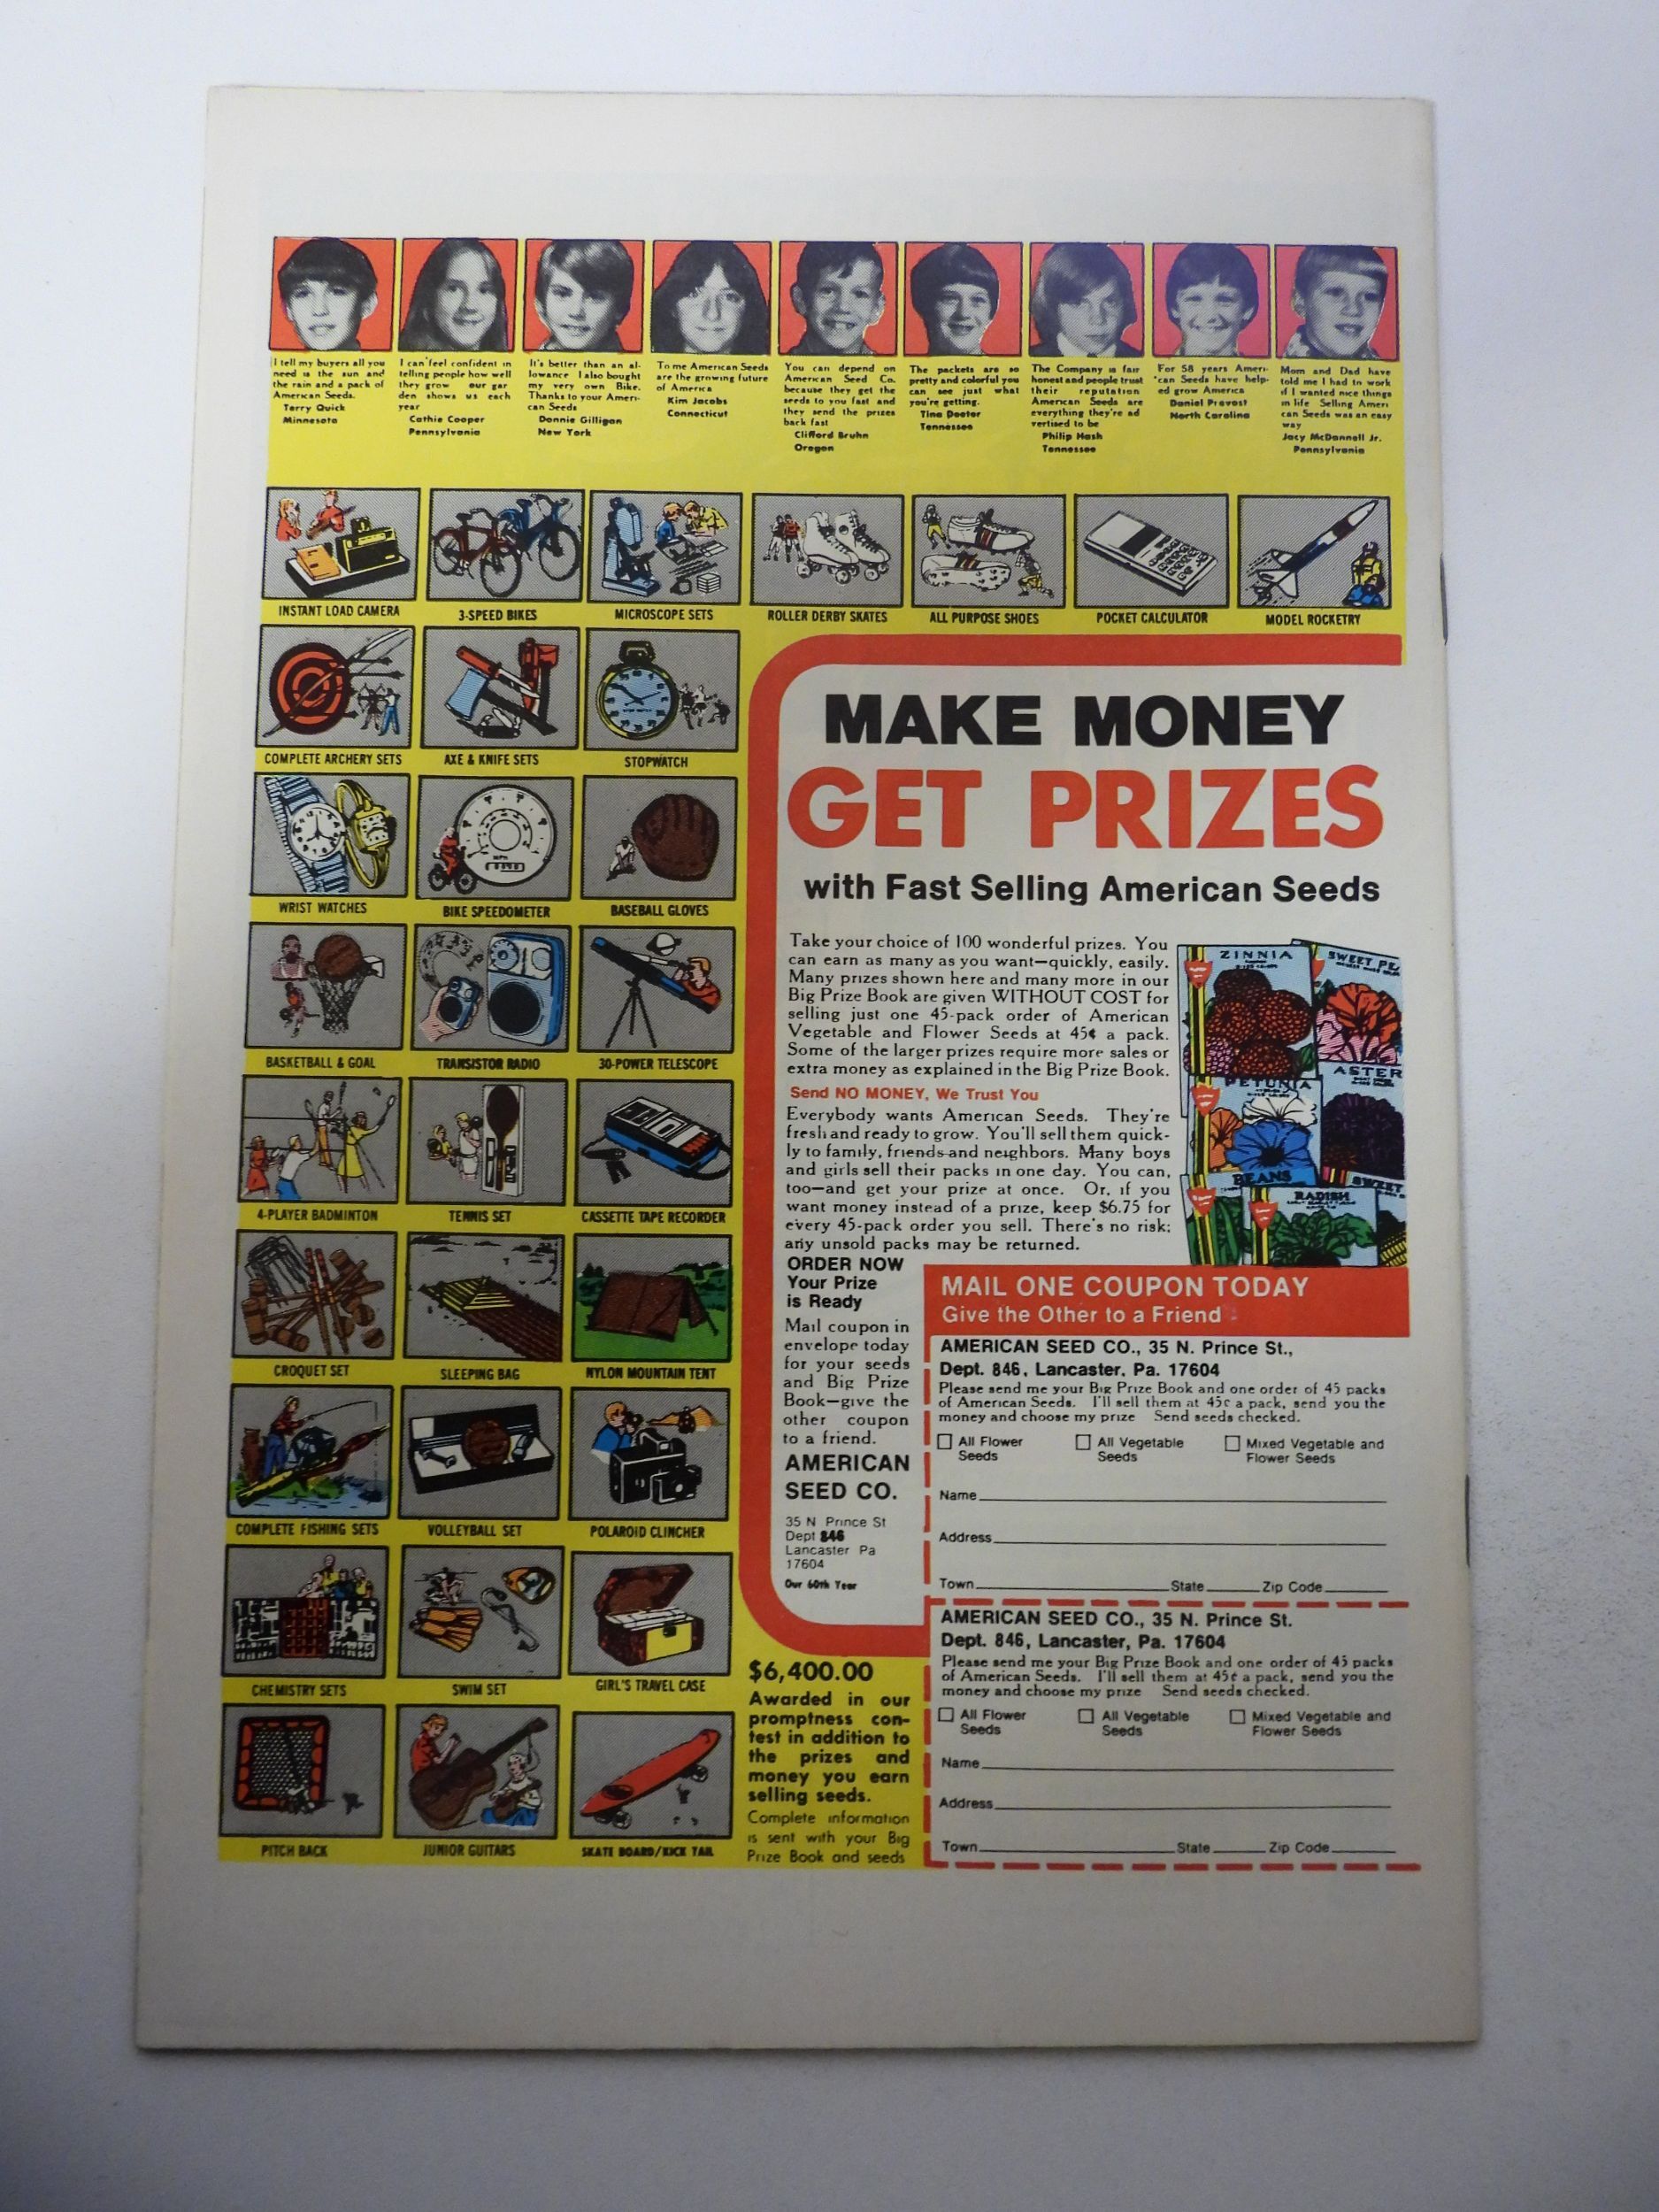 I tell my buyers all you
need is the sun and
the rain and a pack of
American Seeds.
Terry Quick
Minnesota
I can feel confident in
telling people how well
they grow our gar
den shows us each
year
Cathie Cooper
Pennsylvania
It's better than an al-
lowance I also bought
my very own Bike.
Thanks to your Ameri-
can Seeds
Donnie Gilligan
New York
To me American Seeds
are the growing future
of America
Kim Jacobs
Connecticut
You can depend on
American Seed Co.
because they get the
seeds to you fast and
they send the prizes
back fast
Clifford Bruhn
Oregon
The packets are so
pretty and colorful you
can see just what
you're getting.
Tina Deeter
Tennessee
The Company is fair
honest and people trust
their reputation
American Seeds are
everything they're ad
vertised to be
Philip Hash
Tennessee
For 58 years Ameri-
can Seeds have help-
ed grow America
Daniel Prevost
North Carolina
Mom and Dad have
told me I had to work
if I wanted nice things
in life Selling Ameri
can Seeds was an easy
way
Jacy McDannell Jr.
Pennsylvania
INSTANT LOAD CAMERA
3-SPEED BIKES
MICROSCOPE SETS
ROLLER DERBY SKATES
ALL PURPOSE SHOES
POCKET CALCULATOR
MODEL ROCKETRY
COMPLETE ARCHERY SETS
AXE & KNIFE SETS
STOPWATCH
WRIST WATCHES
BIKE SPEEDOMETER
BASEBALL GLOVES
BASKETBALL & GOAL
TRANSISTOR RADIO
30-POWER TELESCOPE
4-PLAYER BADMINTON
TENNIS SET
CASSETTE TAPE RECORDER
CROQUET SET
SLEEPING BAG
NYLON MOUNTAIN TENT
COMPLETE FISHING SETS
VOLLEYBALL SET
POLAROID CLINCHER
CHEMISTRY SETS
SWIM SET
GIRL'S TRAVEL CASE
PITCH BACK
JUNIOR GUITARS
SKATE BOARD/KICK TAIL
MAKE MONEY
GET PRIZES
with Fast Selling American Seeds
Take your choice of 100 wonderful prizes. You
can earn as many as you want—quickly, easily.
Many prizes shown here and many more in our
Big Prize Book are given WITHOUT COST for
selling just one 45-pack order of American
Vegetable and Flower Seeds at 45¢ a pack.
Some of the larger prizes require more sales or
extra money as explained in the Big Prize Book.
Send NO MONEY, We Trust You
Everybody wants American Seeds. They're
fresh and ready to grow. You'll sell them quick-
ly to family, friends and neighbors. Many boys
and girls sell their packs in one day. You can,
too—and get your prize at once. Or, if you
want money instead of a prize, keep $6.75 for
every 45-pack order you sell. There's no risk;
any unsold packs may be returned.
ZINNIA
SWEET PE
ASTER
PETUNIA
BEANS
RADISH
SWEET
ORDER NOW
Your Prize
is Ready
Mail coupon in
envelope today
for your seeds
and Big Prize
Book—give the
other coupon
to a friend.
AMERICAN
SEED CO.
35 N Prince St
Dept 846
Lancaster Pa
17604
Our 60th Year
$6,400.00
Awarded in our
promptness con-
test in addition to
the prizes and
money you earn
selling seeds.
Complete information
is sent with your Big
Prize Book and seeds
MAIL ONE COUPON TODAY
Give the Other to a Friend
AMERICAN SEED CO., 35 N. Prince St.,
Dept. 846, Lancaster, Pa. 17604
Please send me your Big Prize Book and one order of 45 packs
of American Seeds. I'll sell them at 45¢ a pack, send you the
money and choose my prize Send seeds checked.
All Flower
Seeds
All Vegetable
Seeds
Mixed Vegetable and
Flower Seeds
Name
Address
Town State Zip Code
AMERICAN SEED CO., 35 N. Prince St.
Dept. 846, Lancaster, Pa. 17604
Please send me your Big Prize Book and one order of 45 packs
of American Seeds. I'll sell them at 45¢ a pack, send you the
money and choose my prize Send seeds checked.
All Flower
Seeds
All Vegetable
Seeds
Mixed Vegetable and
Flower Seeds
Name
Address
Town State Zip Code